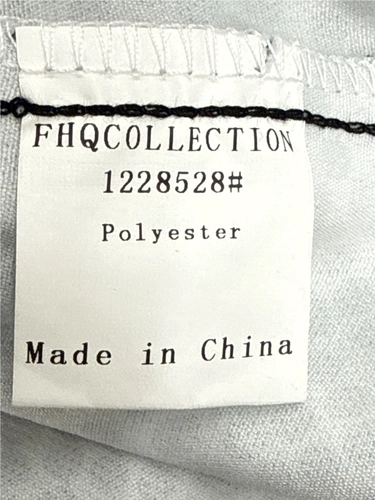 FHQCOLLECTION
1228528#
Polyester
Made in China